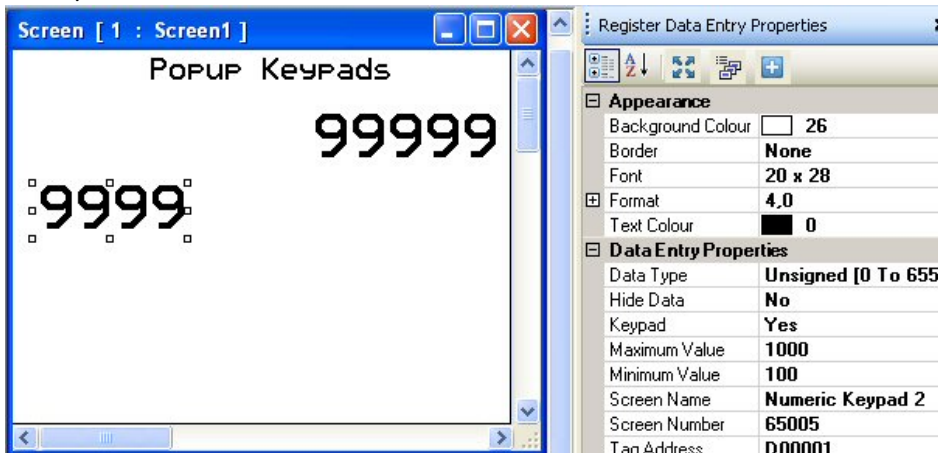 Screen [ 1 : Screen1 ]
Popup Keypads
99999
9999
Register Data Entry Properties
Appearance
Background Colour 26
Border None
Font 20 x 28
Format 4,0
Text Colour 0
Data Entry Properties
Data Type Unsigned [0 To 655
Hide Data No
Keypad Yes
Maximum Value 1000
Minimum Value 100
Screen Name Numeric Keypad 2
Screen Number 65005
Tag Address D00001